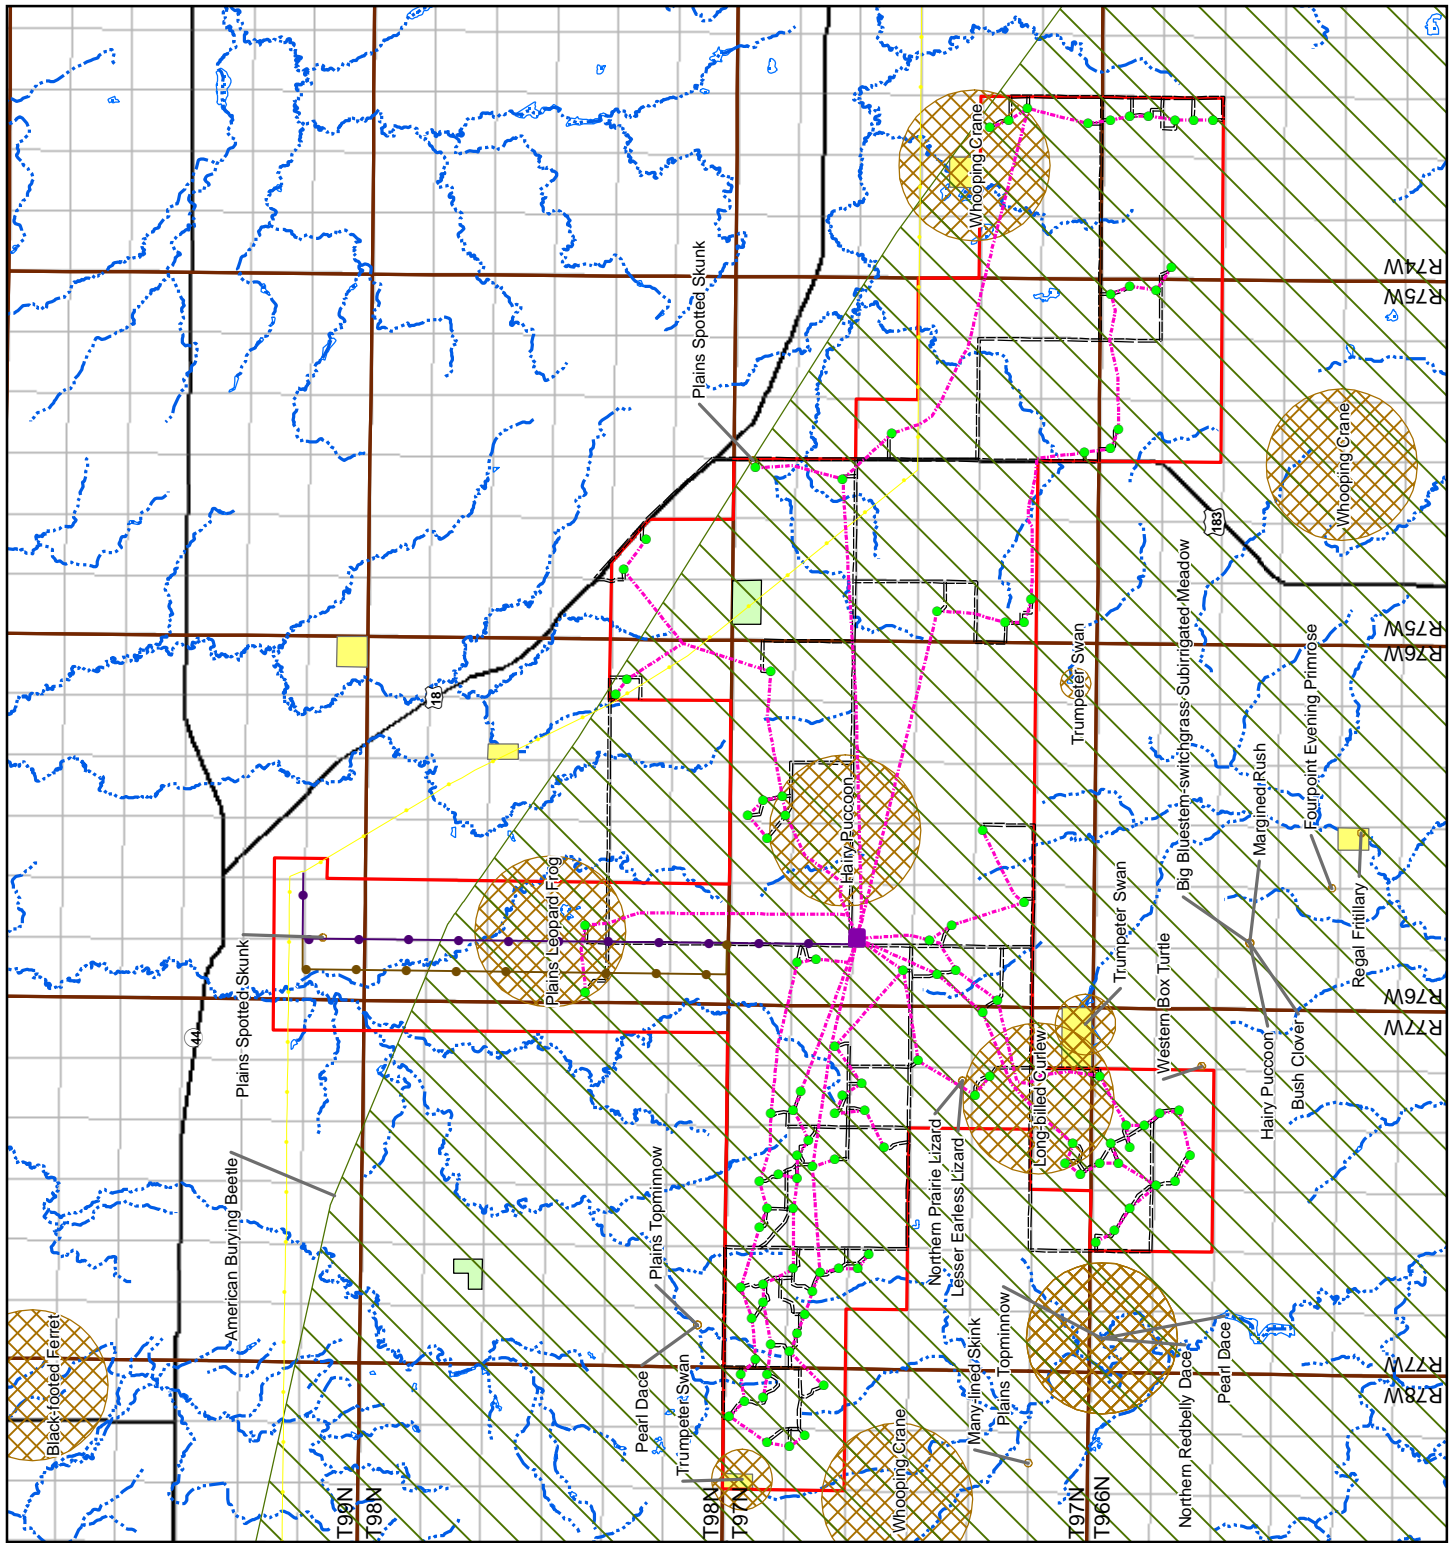 Black-footed Ferret
American Burying Beetle
44
Plains Spotted Skunk
18
Plains Spotted Skunk
Whooping Crane
R74W
R75W
Plains Leopard Frog
Hairy Puccoon
Plains Topminnow
Pearl Dace
Trumpeter Swan
T99N
T98N
T98N
T97N
Whooping Crane
Northern Prairie Lizard
Lesser Earless Lizard
Many-lined Skink
Plains Topminnow
Long-billed Curlew
Trumpeter Swan
Trumpeter Swan
Western Box Turtle
Big Bluestem-switchgrass Subirrigated Meadow
Margined Rush
Fourpoint Evening Primrose
Regal Fritillary
Hairy Puccoon
Bush Clover
Northern Redbelly Dace
Pearl Dace
183
Whooping Crane
R75W
R76W
R76W
R77W
R77W
R78W
T97N
T966N